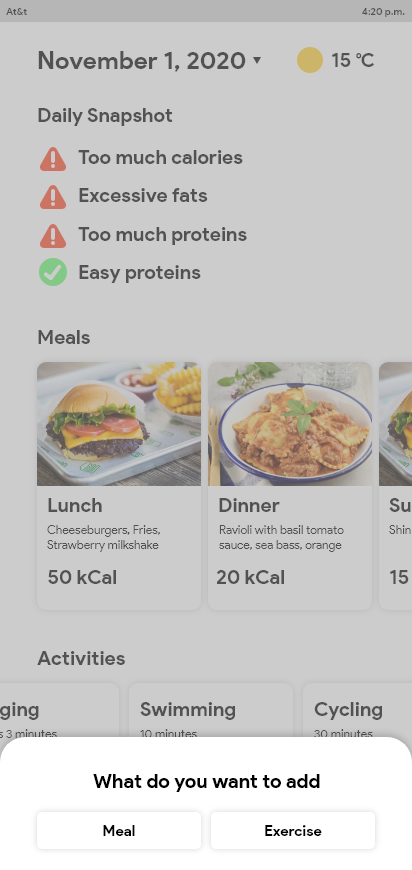 At&t 4:20 p.m.
November 1, 2020 15 °C
Daily Snapshot
Too much calories
Excessive fats
Too much proteins
Easy proteins
Meals
Lunch
Cheeseburgers, Fries,
Strawberry milkshake
50 kCal
Dinner
Ravioli with basil tomato
sauce, sea bass, orange
20 kCal
Su
Shin
15
Activities
ging
s 3 minutes
Swimming
10 minutes
Cycling
30 minutes
What do you want to add
Meal
Exercise